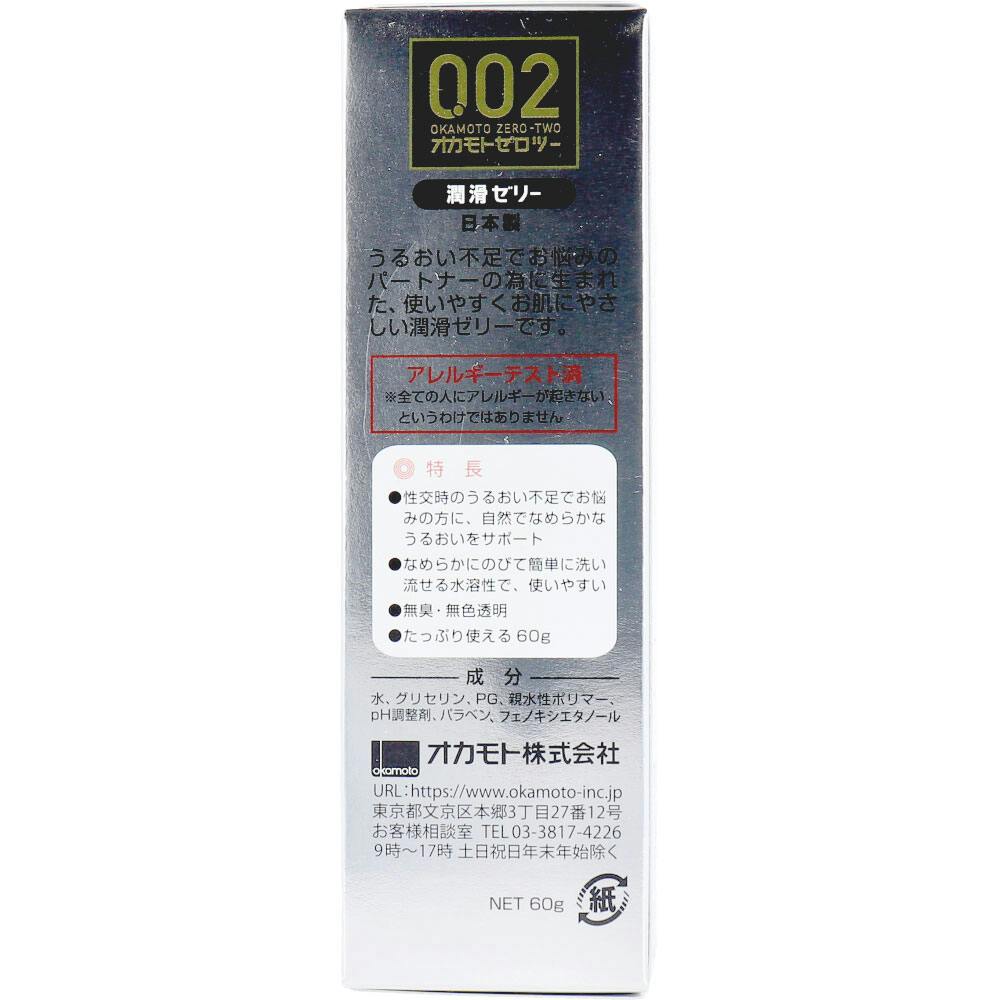 0.02
OKAMOTO ZERO-TWO
オカモトゼロツー
潤滑ゼリー
日本製
うるおい不足でお悩みの
パートナーの為に生まれ
た、使いやすくお肌にやさ
しい潤滑ゼリーです。
アレルギーテスト済
※全ての人にアレルギーが起きない
というわけではありません
特長
●性交時のうるおい不足でお悩
みの方に、自然でなめらかな
うるおいをサポート
●なめらかにのびて簡単に洗い
流せる水溶性で、使いやすい
●無臭・無色透明
●たっぷり使える60g
成分
水、グリセリン、PG、親水性ポリマー、
pH調整剤、パラベン、フェノキシエタノール
okamoto オカモト株式会社
URL:https://www.okamoto-inc.jp
東京都文京区本郷3丁目27番12号
お客様相談室 TEL03-3817-4226
9時～17時 土日祝日年末年始除く
NET 60g 紙